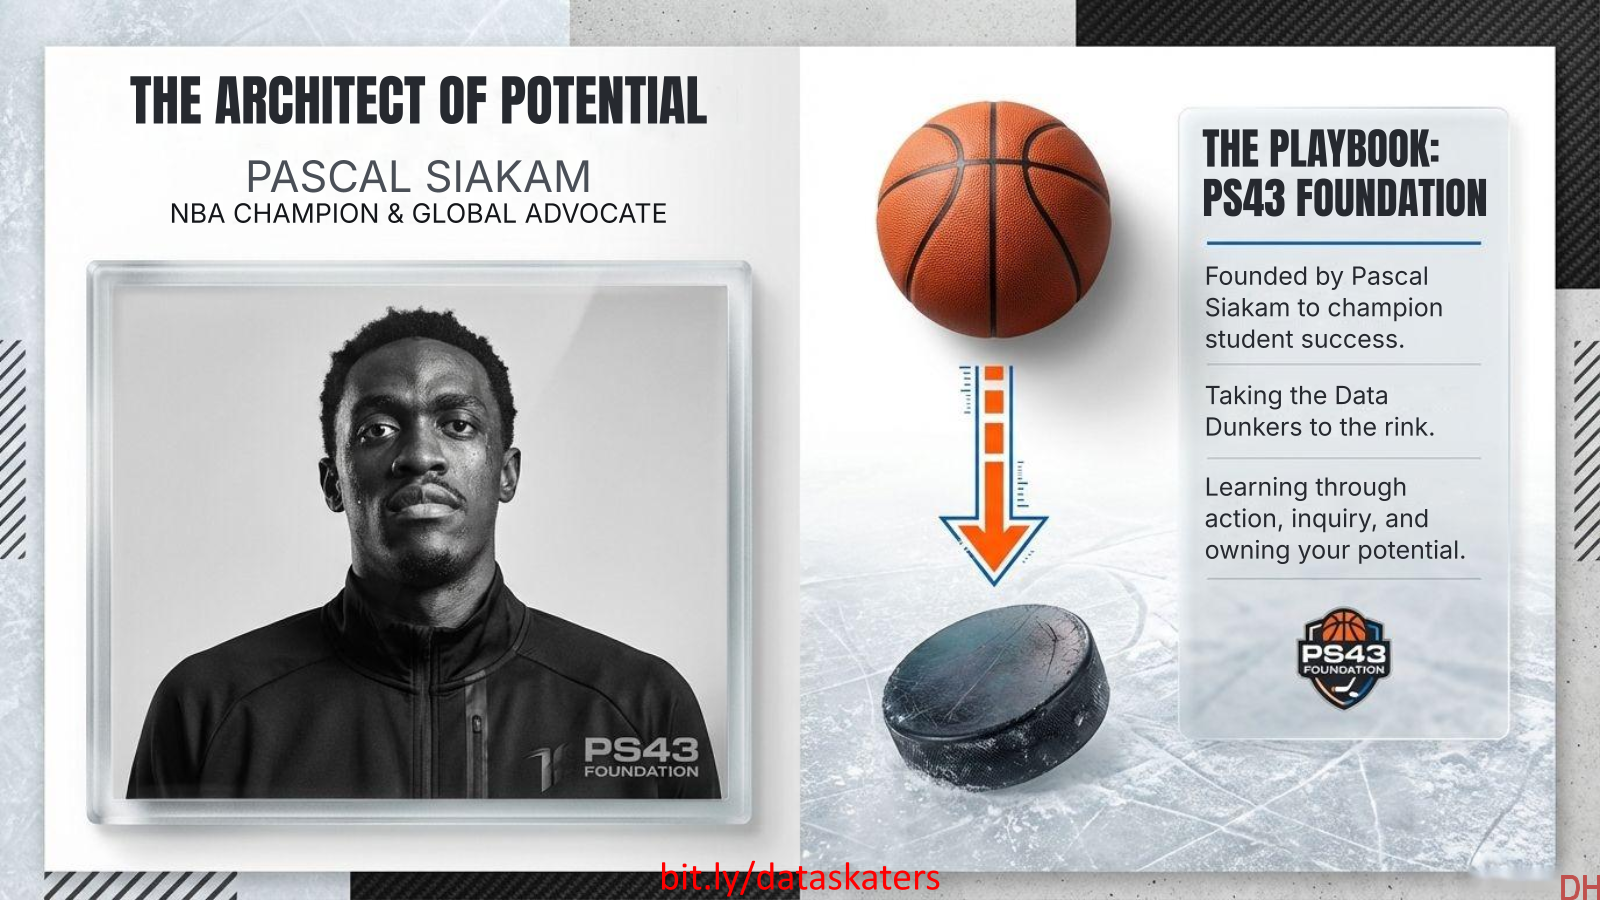 THE ARCHITECT OF POTENTIAL
PASCAL SIAKAM
NBA CHAMPION & GLOBAL ADVOCATE
PS43
FOUNDATION
THE PLAYBOOK:
PS43 FOUNDATION
Founded by Pascal
Siakam to champion
student success.
Taking the Data
Dunkers to the rink.
Learning through
action, inquiry, and
owning your potential.
PS43
FOUNDATION
bit.ly/dataskaters
DH